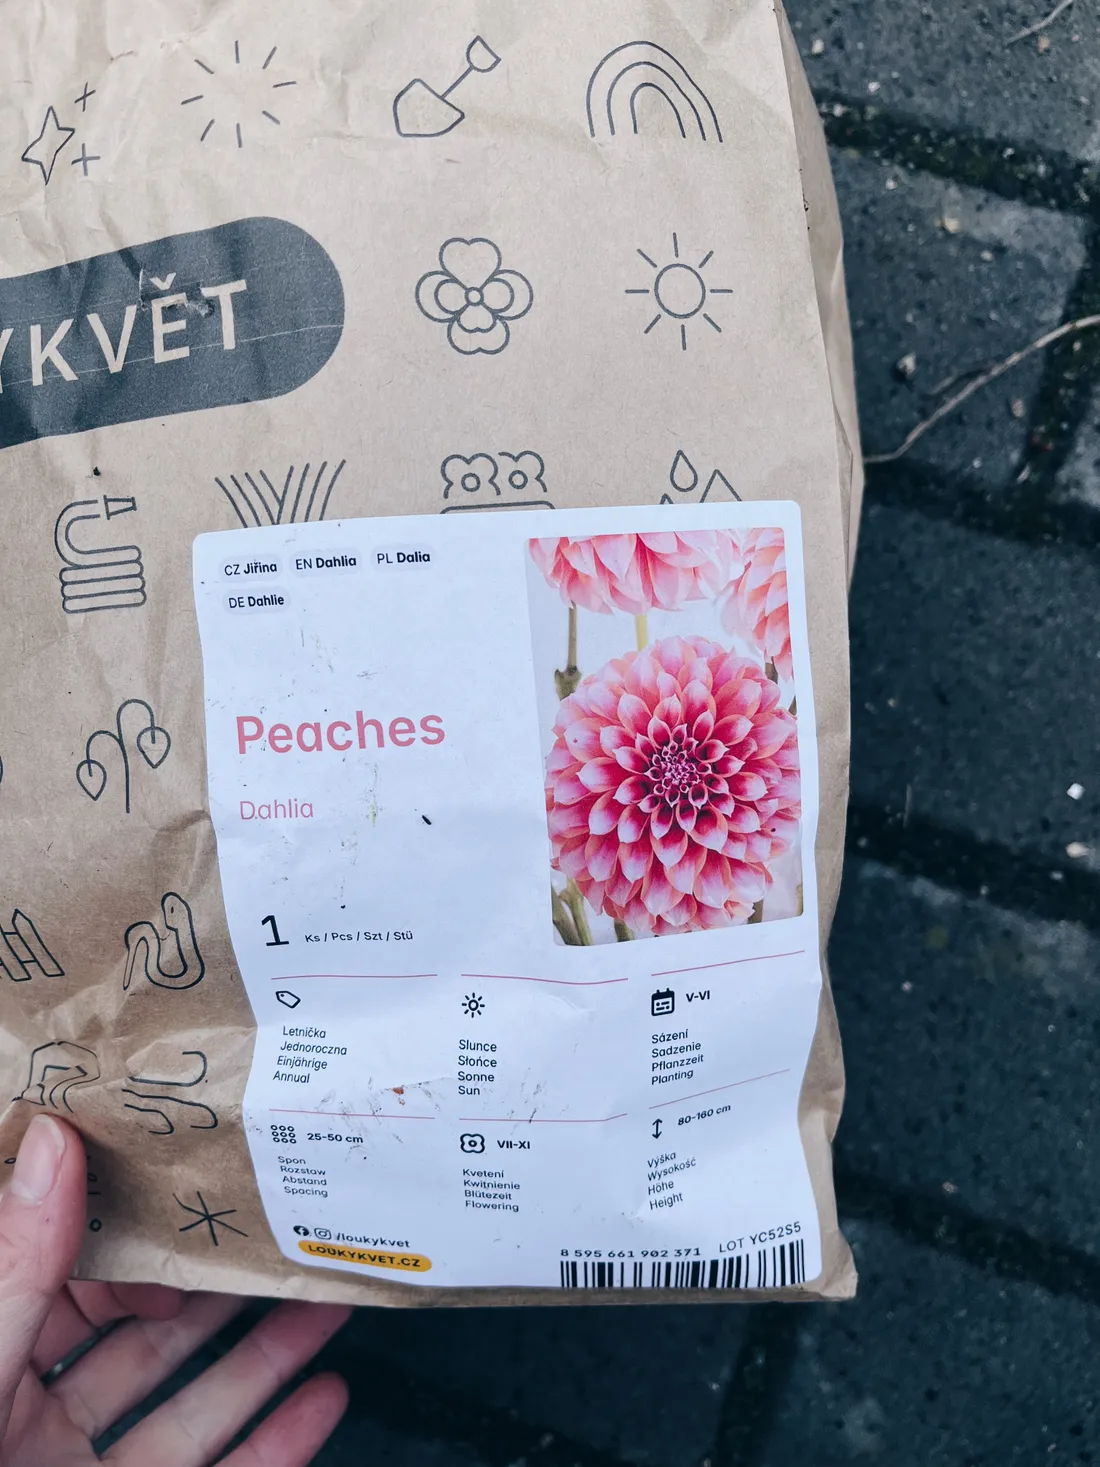 YKVĚT
CZ Jiřina EN Dahlia PL Dalia
DE Dahlie
Peaches
Dahlia
1 Ks / Pcs / Szt / Stü
Letnička
Jednoroczna
Einjährige
Annual
Slunce
Słońce
Sonne
Sun
V-VI
Sázení
Sadzenie
Pflanzzeit
Planting
25-50 cm
Spon
Rozstaw
Abstand
Spacing
VII-XI
Kvetení
Kwitnienie
Blütezeit
Flowering
80-160 cm
Výška
Wysokość
Höhe
Height
/loukykvet
LOUKYKVET.CZ
8 595 661 902 371
LOT YC52S5